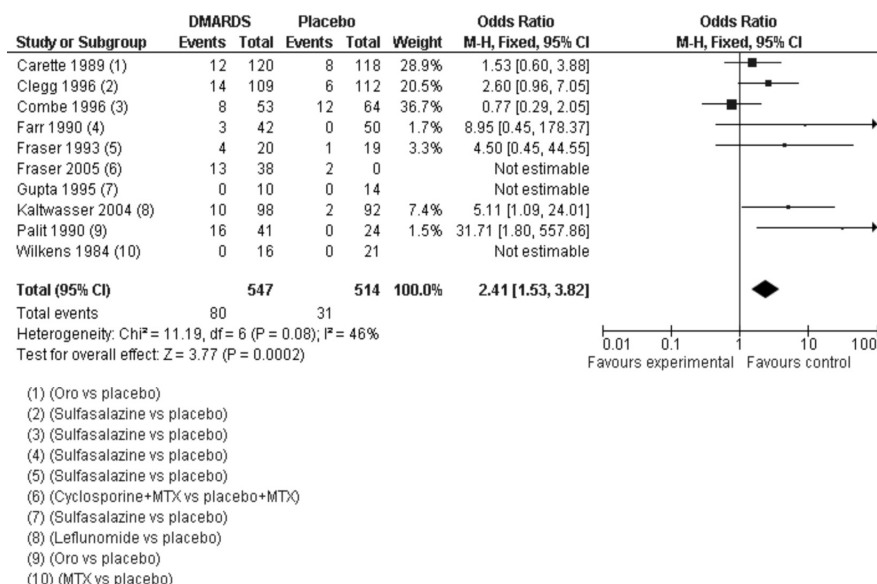 DMARDS Placebo Odds Ratio Odds Ratio
Study or Subgroup Events Total Events Total Weight M-H, Fixed, 95% CI M-H, Fixed, 95% CI
Carette 1989 (1) 12 120 8 118 28.9% 1.53 [0.60, 3.88]
Clegg 1996 (2) 14 109 6 112 20.5% 2.60 [0.96, 7.05]
Combe 1996 (3) 8 53 12 64 36.7% 0.77 [0.29, 2.05]
Farr 1990 (4) 3 42 0 50 1.7% 8.95 [0.45, 178.37]
Fraser 1993 (5) 4 20 1 19 3.3% 4.50 [0.45, 44.55]
Fraser 2005 (6) 13 38 2 0 Not estimable
Gupta 1995 (7) 0 10 0 14 Not estimable
Kaltwasser 2004 (8) 10 98 2 92 7.4% 5.11 [1.09, 24.01]
Palit 1990 (9) 16 41 0 24 1.5% 31.71 [1.80, 557.86]
Wilkens 1984 (10) 0 16 0 21 Not estimable
Total (95% CI) 547 514 100.0% 2.41 [1.53, 3.82]
Total events 80 31
Heterogeneity: Chi² = 11.19, df = 6 (P = 0.08); I² = 46%
Test for overall effect: Z = 3.77 (P = 0.0002)
0.01 0.1 1 10 100
Favours experimental Favours control
(1) (Oro vs placebo)
(2) (Sulfasalazine vs placebo)
(3) (Sulfasalazine vs placebo)
(4) (Sulfasalazine vs placebo)
(5) (Sulfasalazine vs placebo)
(6) (Cyclosporine+MTX vs placebo+MTX)
(7) (Sulfasalazine vs placebo)
(8) (Leflunomide vs placebo)
(9) (Oro vs placebo)
(10) (MTX vs placebo)